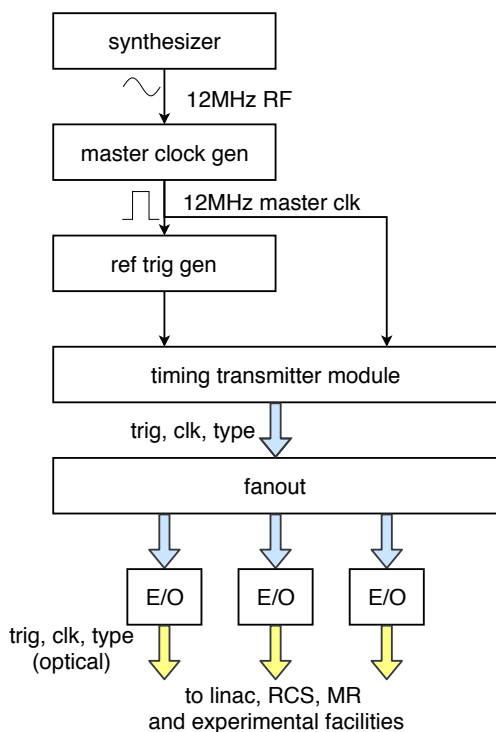 synthesizer
12MHz RF
master clock gen
12MHz master clk
ref trig gen
timing transmitter module
trig, clk, type
fanout
E/O
E/O
E/O
trig, clk, type
(optical)
to linac, RCS, MR
and experimental facilities